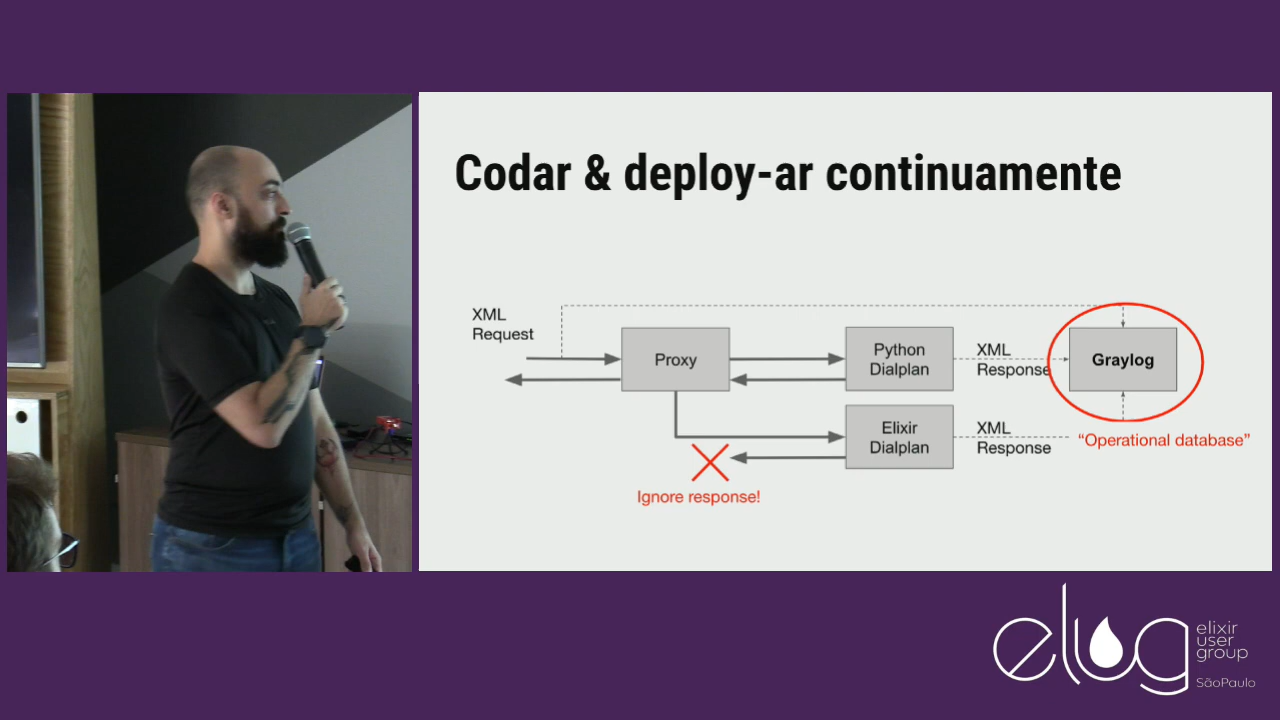 Codar & deploy-ar continuamente
XML
Request
Proxy
Python
Dialplan
XML
Response
Graylog
Elixir
Dialplan
XML
Response
“Operational database”
Ignore response!
elug
elixir
user
group
SãoPaulo